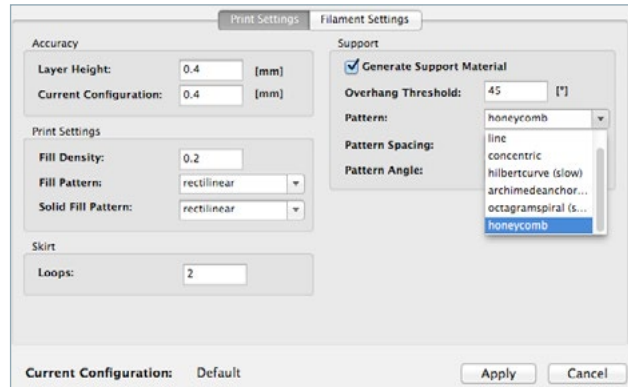 Print Settings Filament Settings
Accuracy
Layer Height: 0.4 [mm]
Current Configuration: 0.4 [mm]
Print Settings
Fill Density: 0.2
Fill Pattern: rectilinear
Solid Fill Pattern: rectilinear
Skirt
Loops: 2
Support
Generate Support Material
Overhang Threshold: 45 [°]
Pattern: honeycomb
line
Pattern Spacing:
concentric
hilbertcurve (slow)
Pattern Angle:
archimedeanchor...
octagramspiral (s...
honeycomb
Current Configuration: Default Apply Cancel